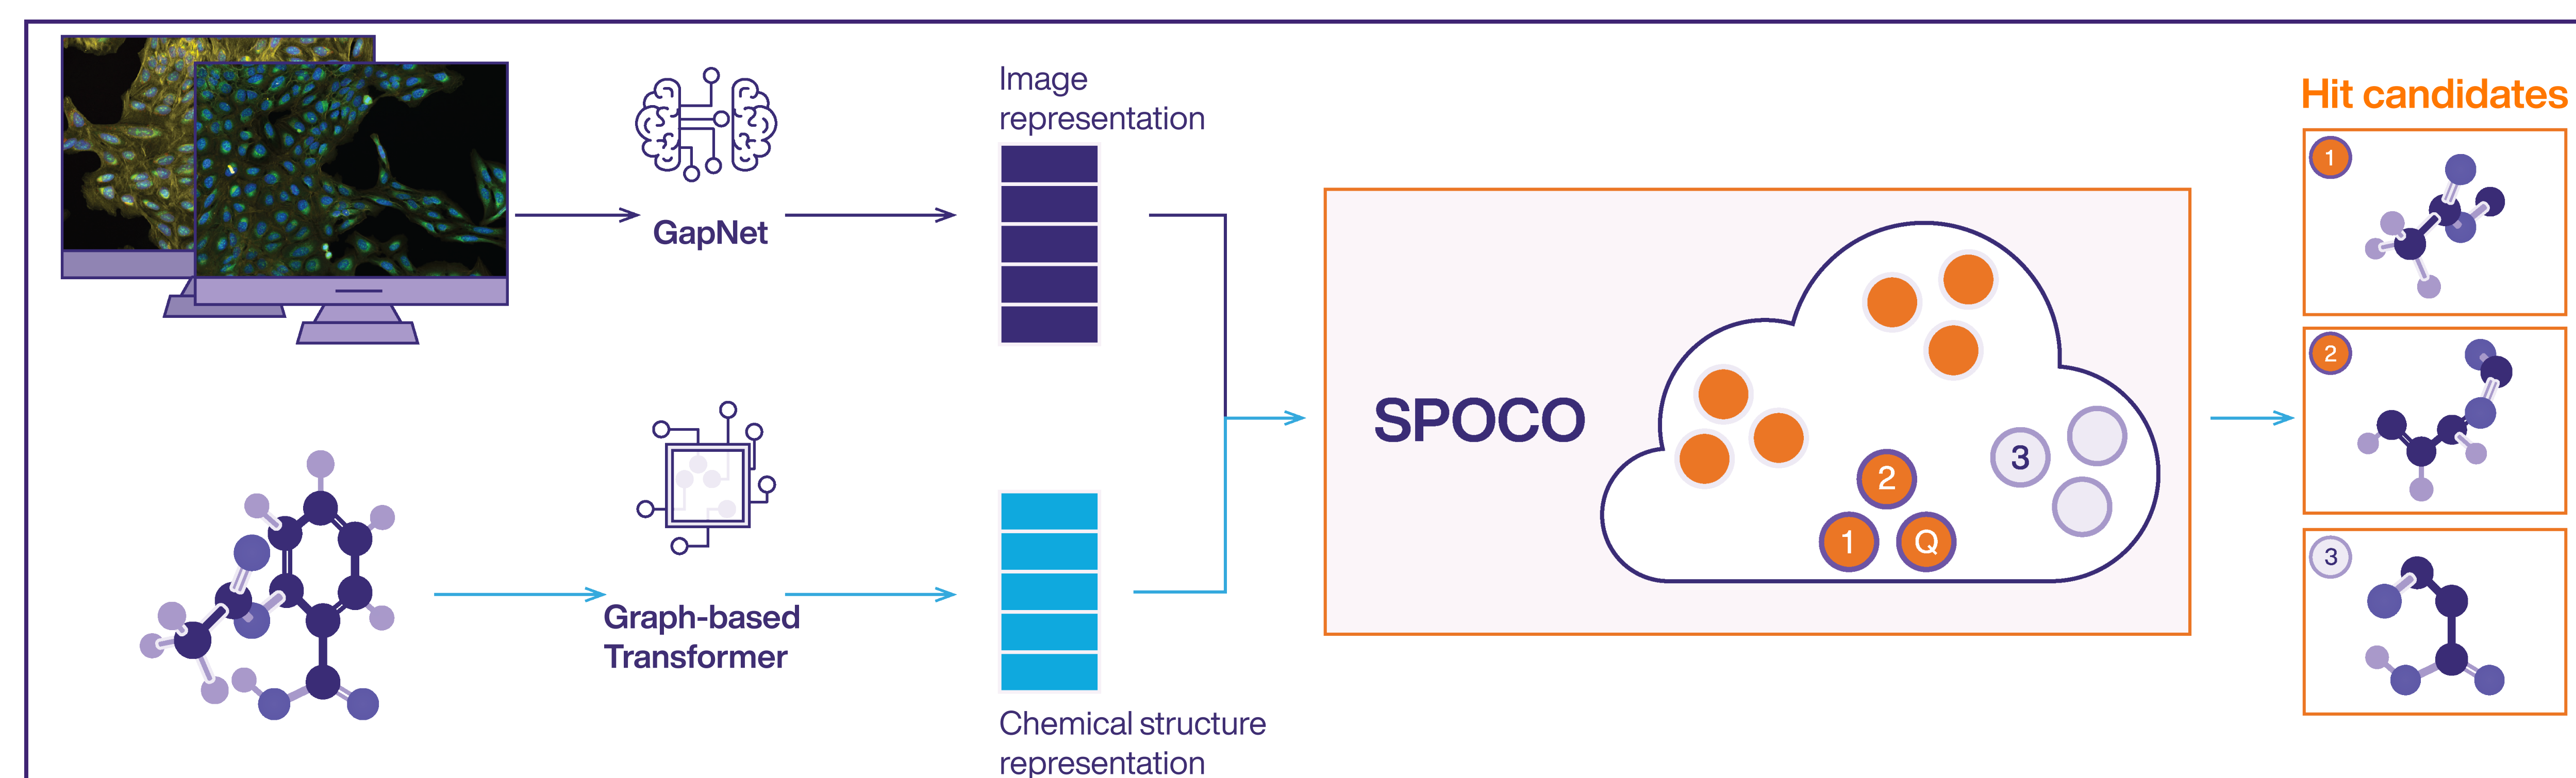 Image
representation
GapNet
Graph-based
Transformer
Chemical structure
representation
SPOCO
2
1
Q
3
Hit candidates
1
2
3